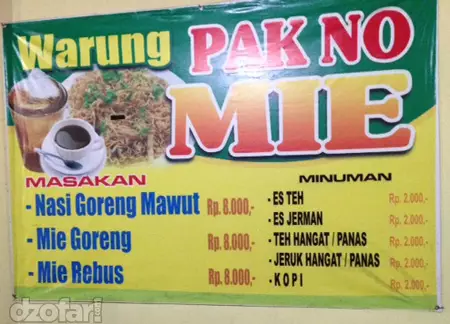 Warung PAK NO
MIE
MASAKAN
- Nasi Goreng Mawut Rp. 8.000,-
- Mie Goreng Rp. 8.000,-
- Mie Rebus Rp. 8.000,-
MINUMAN
- ES TEH Rp. 2.000,-
- ES JERMAN Rp. 2.000,-
- TEH HANGAT / PANAS Rp. 2.000,-
- JERUK HANGAT / PANAS Rp. 2.000,-
- KOPI Rp. 2.000,-
dzofar.com